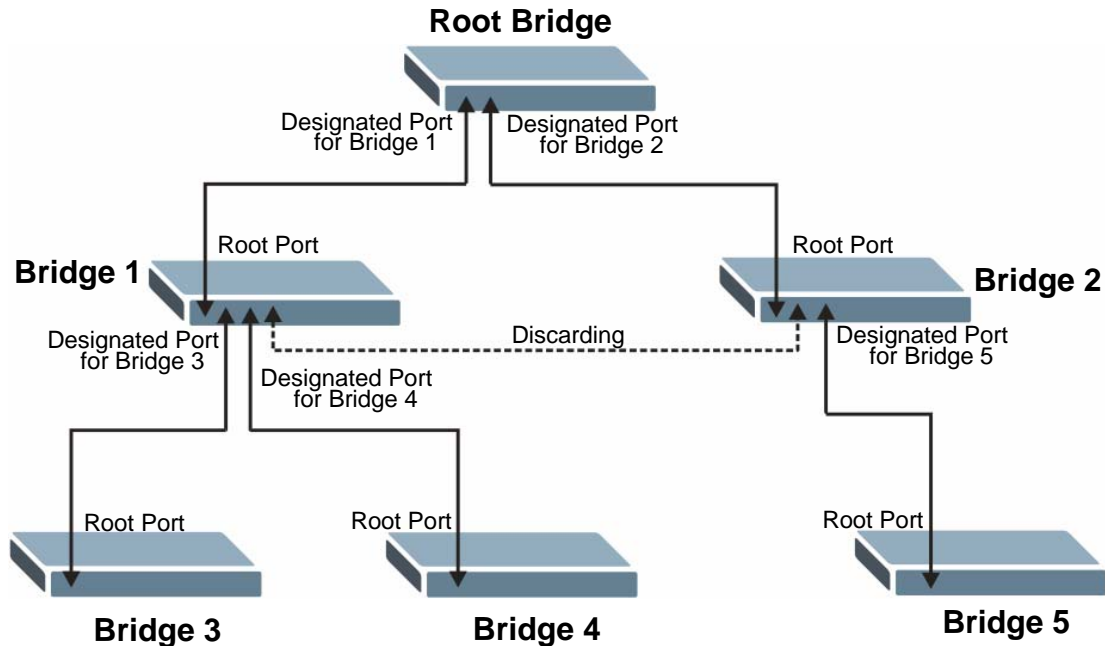 Root Bridge
Designated Port
for Bridge 1
Designated Port
for Bridge 2
Root Port
Root Port
Bridge 1
Bridge 2
Designated Port
for Bridge 3
Discarding
Designated Port
for Bridge 5
Designated Port
for Bridge 4
Root Port
Root Port
Root Port
Bridge 3
Bridge 4
Bridge 5